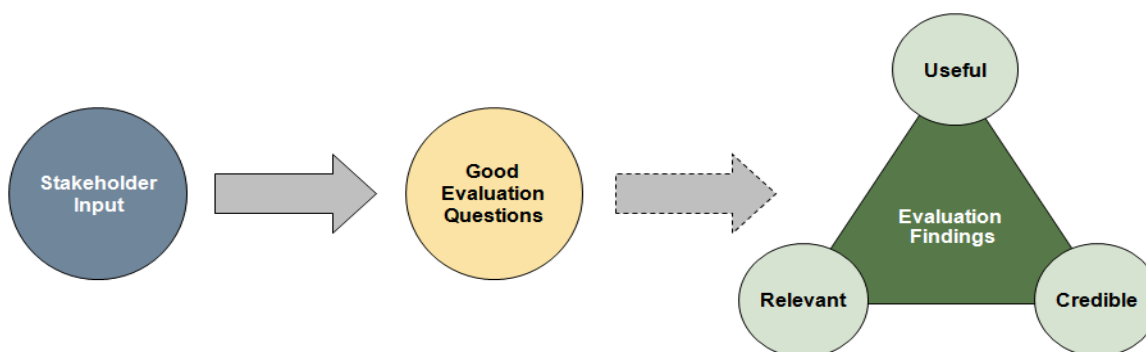 Stakeholder
Input
Good
Evaluation
Questions
Useful
Evaluation
Findings
Relevant
Credible